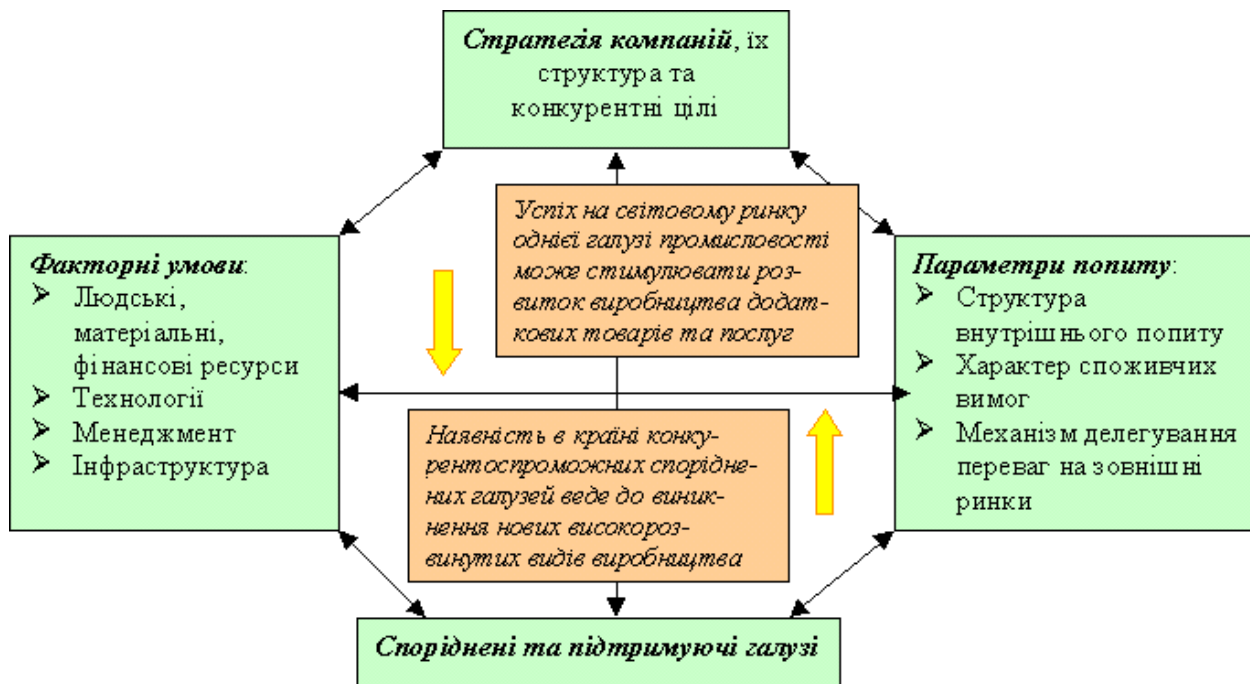 Стратегія компаній, їх
структура та
конкурентні цілі
Успіх на світовому ринку
однієї галузі промисловості
може стимулювати роз-
виток виробництва додат-
кових товарів та послуг
Факторні умови:
➢ Людські,
матеріальні,
фінансові ресурси
➢ Технології
➢ Менеджмент
➢ Інфраструктура
Параметри попиту:
➢ Структура
внутрішнього попиту
➢ Характер споживчих
вимог
➢ Механізм делегування
переваг на зовнішні
ринки
Наявність в країні конку-
рентоспроможних споріднe-
них галузей веде до виник-
нення нових високороз-
винутих видів виробництва
Споріднені та підтримуючі галузі